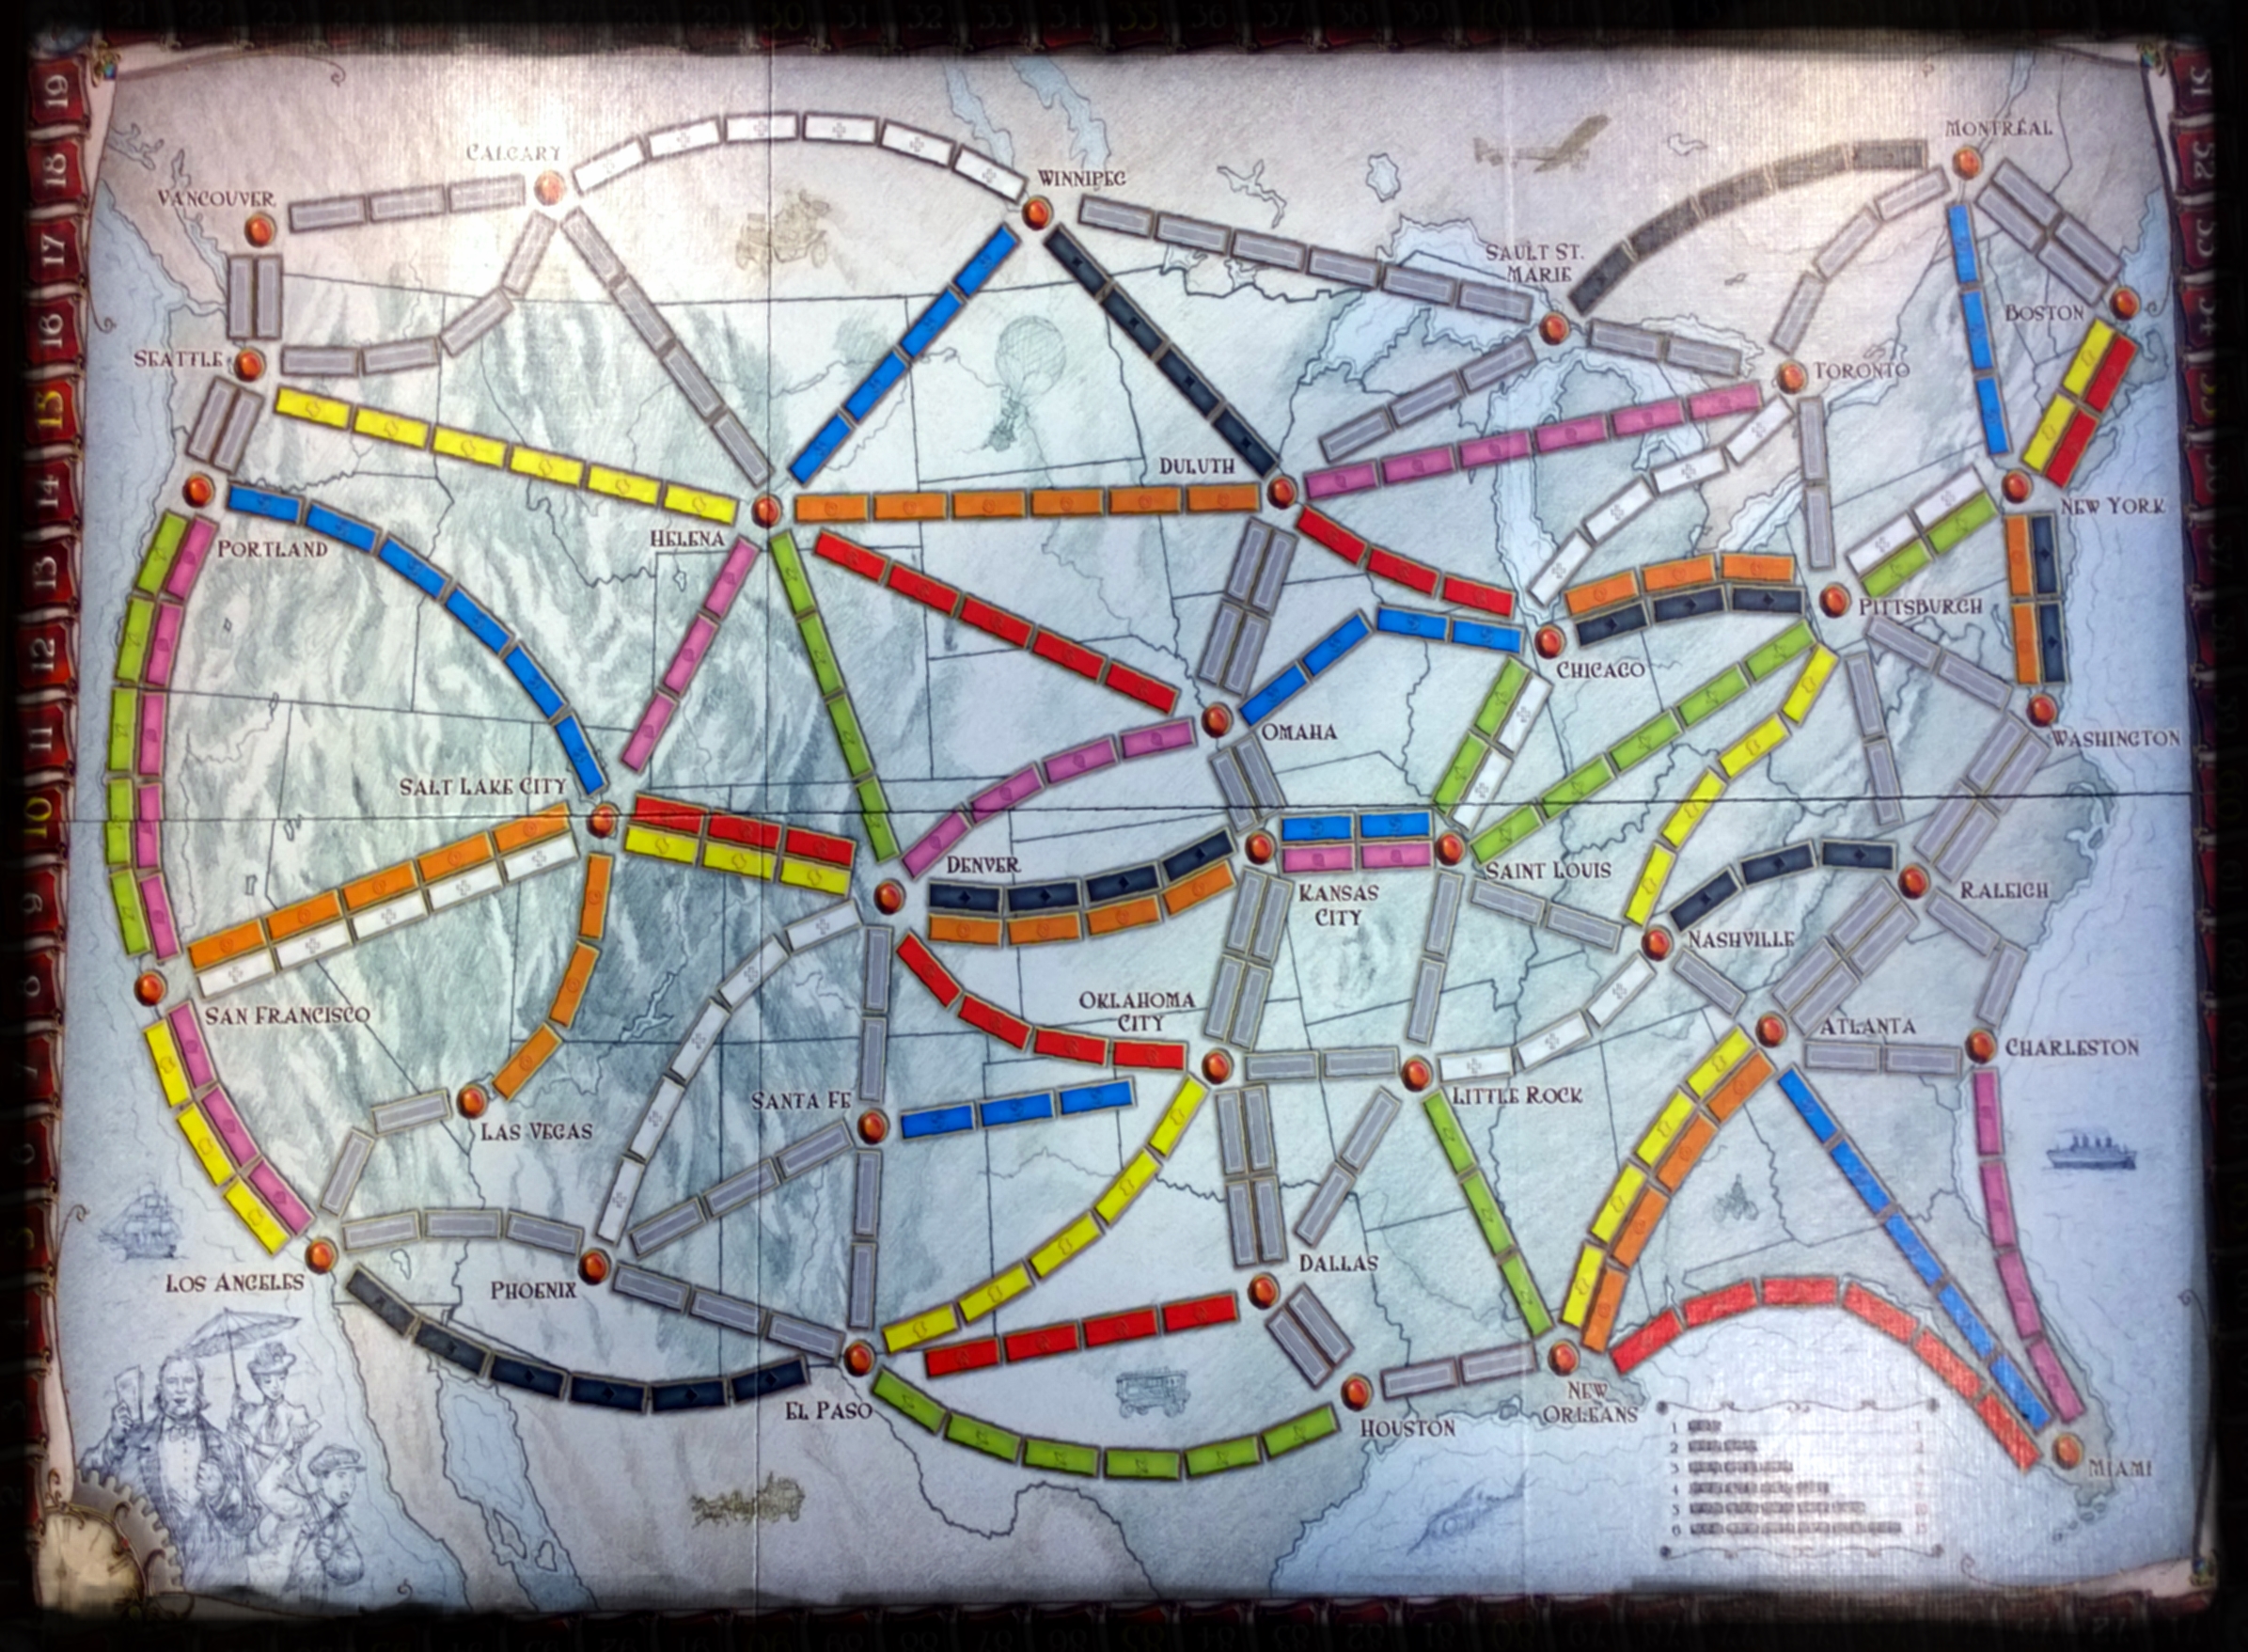 MONTRÉAL
CALGARY
WINNIPEG
VANCOUVER
SAULT ST.
MARIE
BOSTON
SEATTLE
TORONTO
DULUTH
NEW YORK
HELENA
PORTLAND
PITTSBURGH
CHICAGO
OMAHA
WASHINGTON
SALT LAKE CITY
DENVER
SAINT LOUIS
KANSAS
CITY
RALEIGH
NASHVILLE
OKLAHOMA
CITY
SAN FRANCISCO
ATLANTA
CHARLESTON
SANTA FE
LITTLE ROCK
LAS VEGAS
DALLAS
LOS ANGELES
PHOENIX
NEW
ORLEANS
EL PASO
HOUSTON
MIAMI
19
18
17
16
15
14
13
12
11
10
9
8
7
6
1
2
3
4
5
6